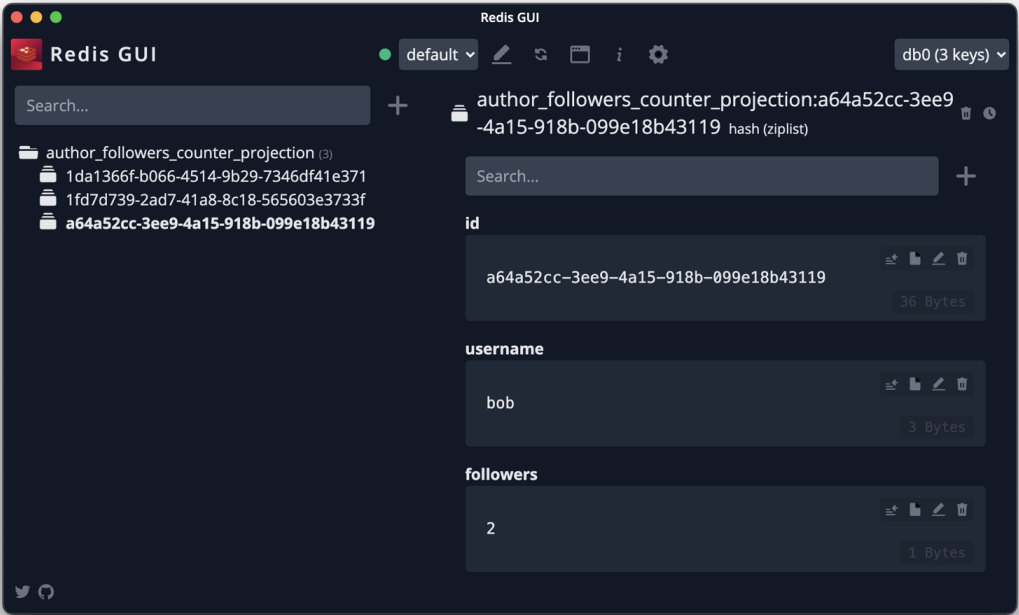 Redis GUI
Redis GUI
default
db0 (3 keys)
Search...
author_followers_counter_projection (3)
1da1366f-b066-4514-9b29-7346df41e371
1fd7d739-2ad7-41a8-8c18-565603e3733f
a64a52cc-3ee9-4a15-918b-099e18b43119
author_followers_counter_projection:a64a52cc-3ee9
-4a15-918b-099e18b43119 hash (ziplist)
Search...
id
a64a52cc-3ee9-4a15-918b-099e18b43119
36 Bytes
username
bob
3 Bytes
followers
2
1 Bytes